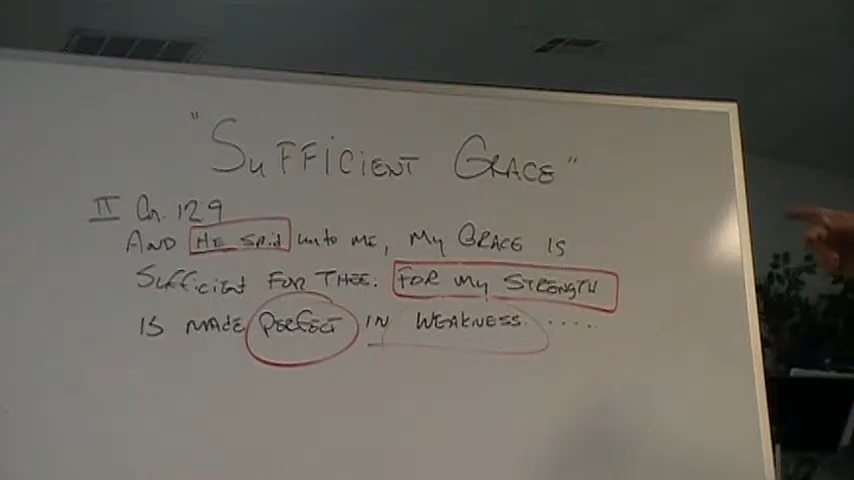 "Sufficient Grace"
II Cor. 12 9
And He said unto me, My Grace is
sufficient for thee: for my strength
is made perfect in weakness.....